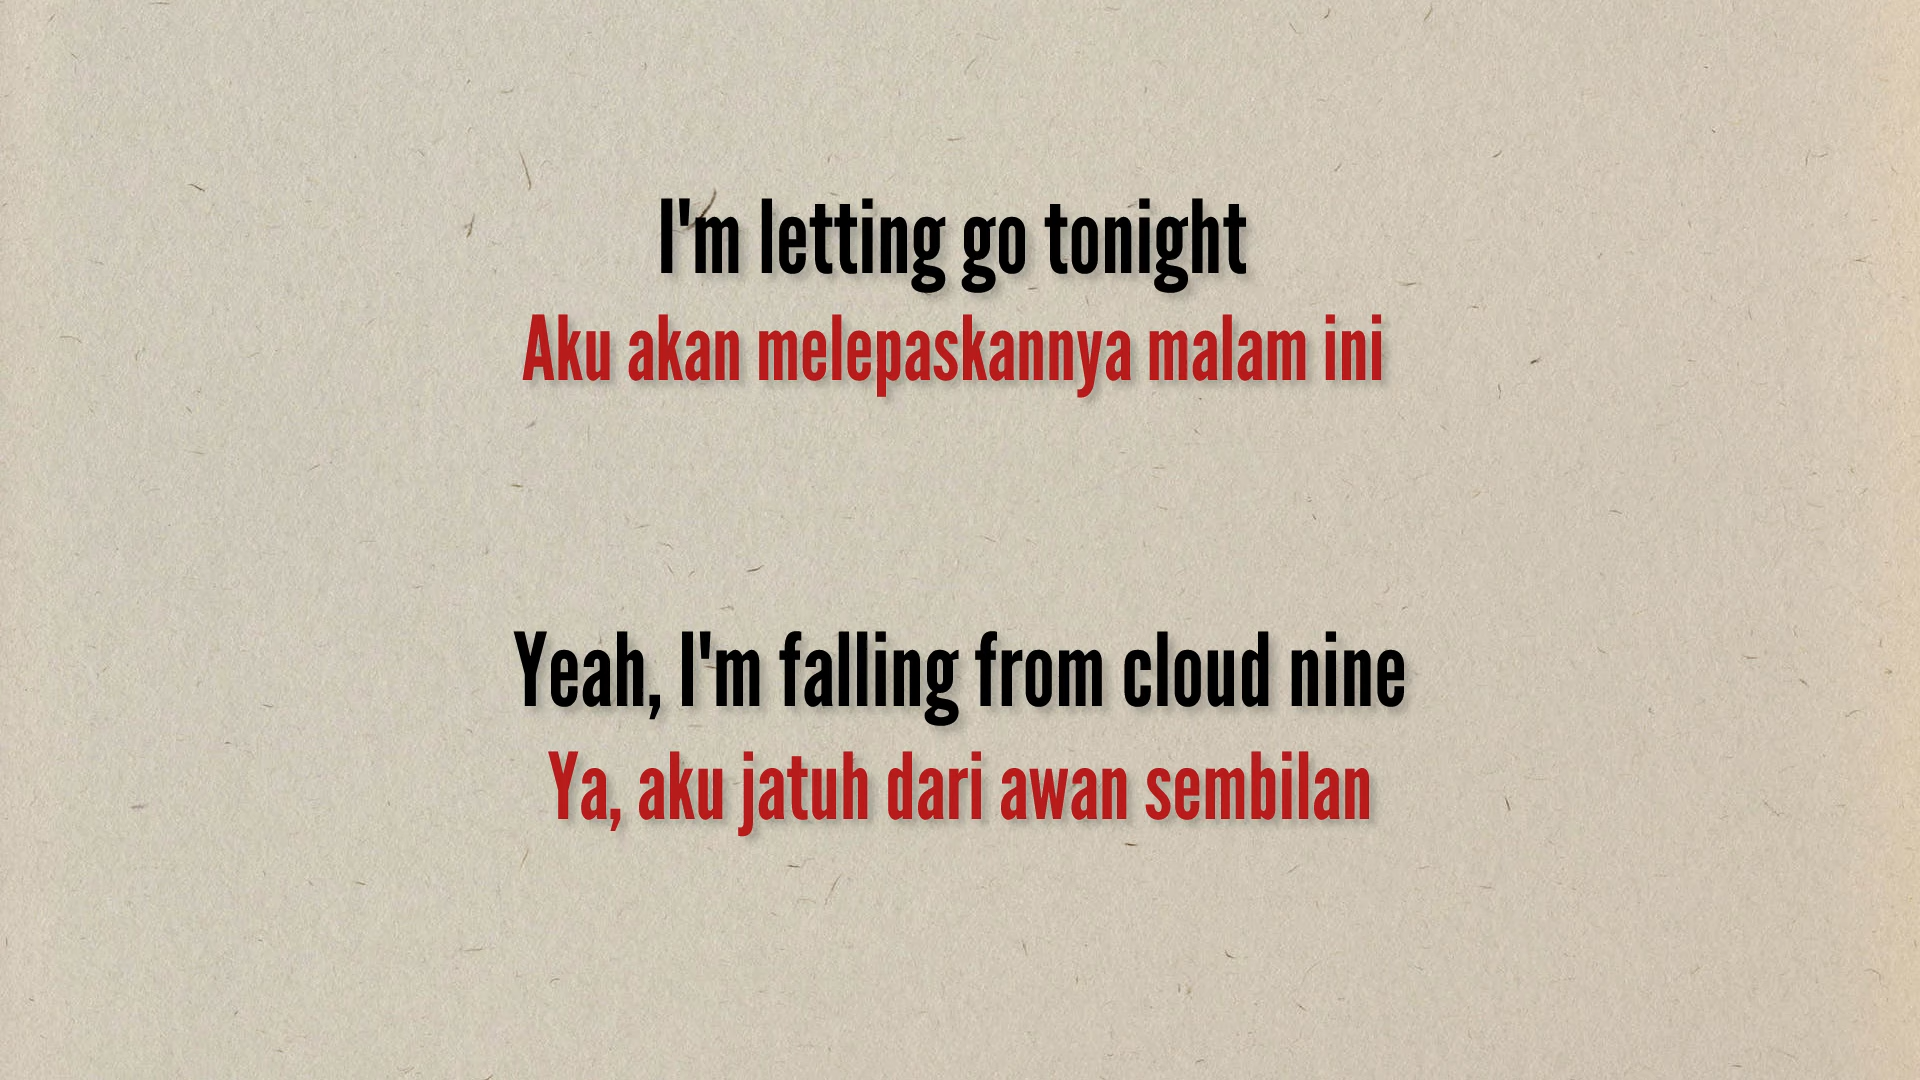 I'm letting go tonight
Aku akan melepaskannya malam ini
Yeah, I'm falling from cloud nine
Ya, aku jatuh dari awan sembilan